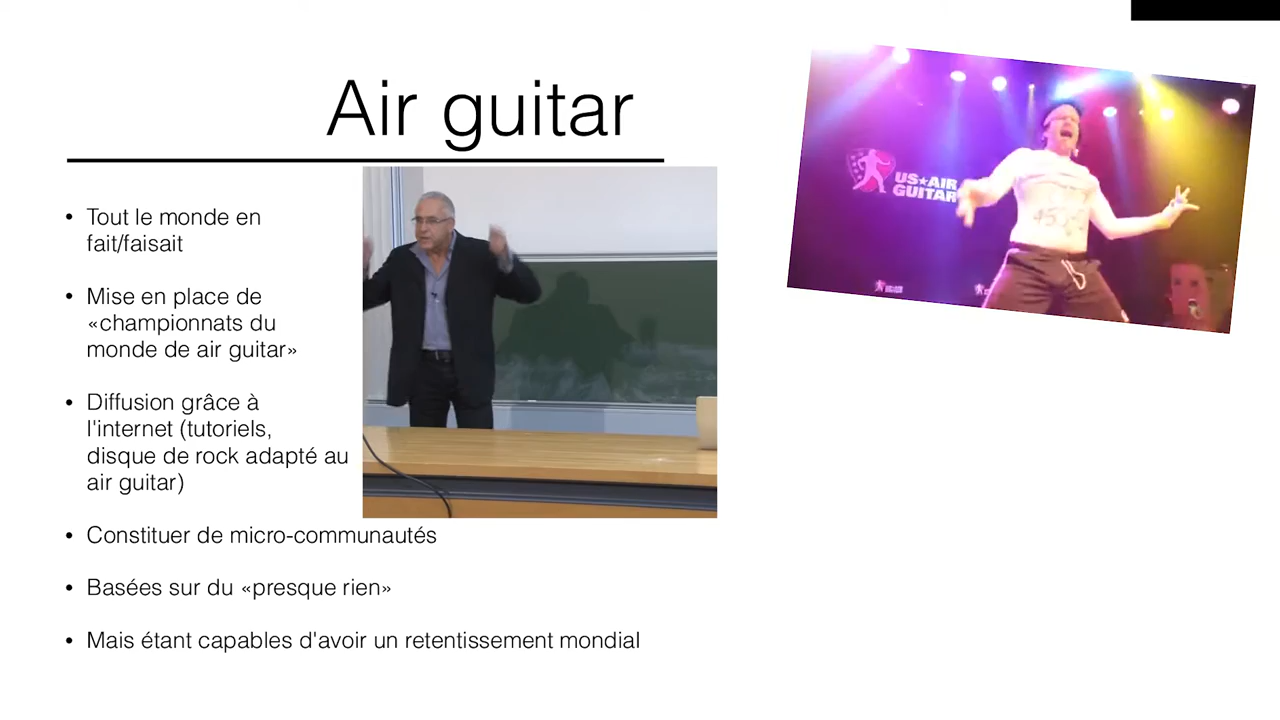 Air guitar
• Tout le monde en
fait/faisait
• Mise en place de
«championnats du
monde de air guitar»
• Diffusion grâce à
l'internet (tutoriels,
disque de rock adapté au
air guitar)
• Constituer de micro-communautés
• Basées sur du «presque rien»
• Mais étant capables d'avoir un retentissement mondial
US★AIR
GUITAR